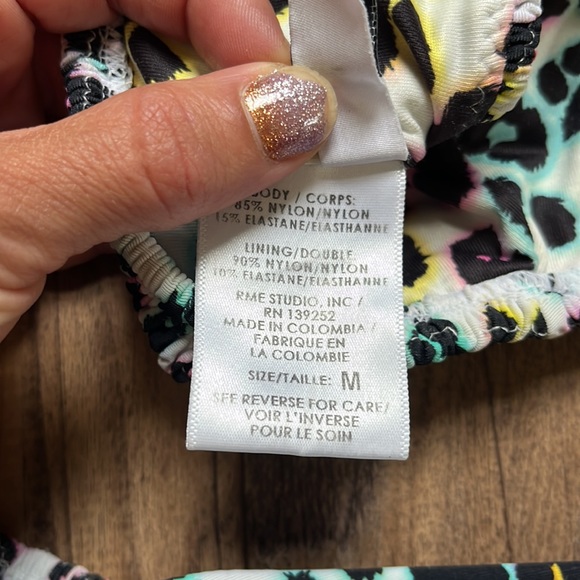 BODY / CORPS:
85% NYLON/NYLON
15% ELASTANE/ELASTHANNE
LINING/DOUBLE:
90% NYLON/NYLON
10% ELASTANE/ELASTHANNE
RME STUDIO, INC /
RN 139252
MADE IN COLOMBIA /
FABRIQUE EN
LA COLOMBIE
SIZE/TAILLE: M
SEE REVERSE FOR CARE/
VOIR L'INVERSE
POUR LE SOIN